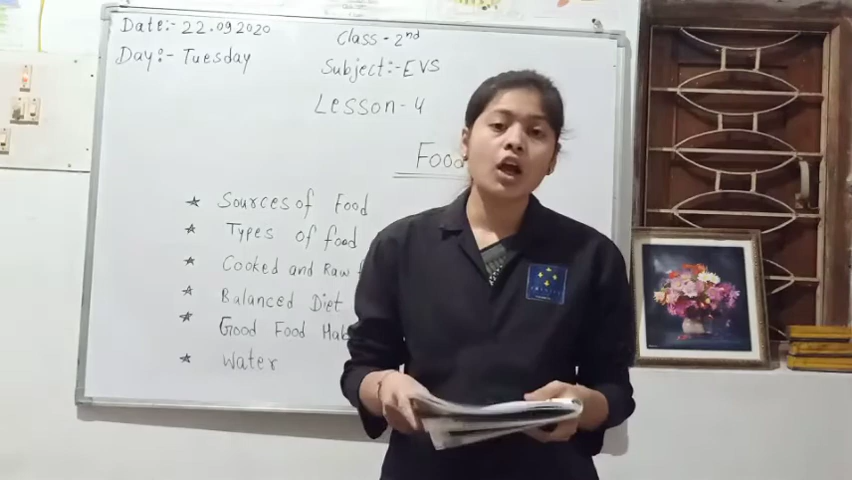 Date:- 22.09.2020
Day:- Tuesday
Class - 2nd
Subject:- EVS
Lesson - 4
Food
★ Sources of Food
★ Types of food
★ Cooked and Raw
★ Balanced Diet
★ Good Food
★ Water